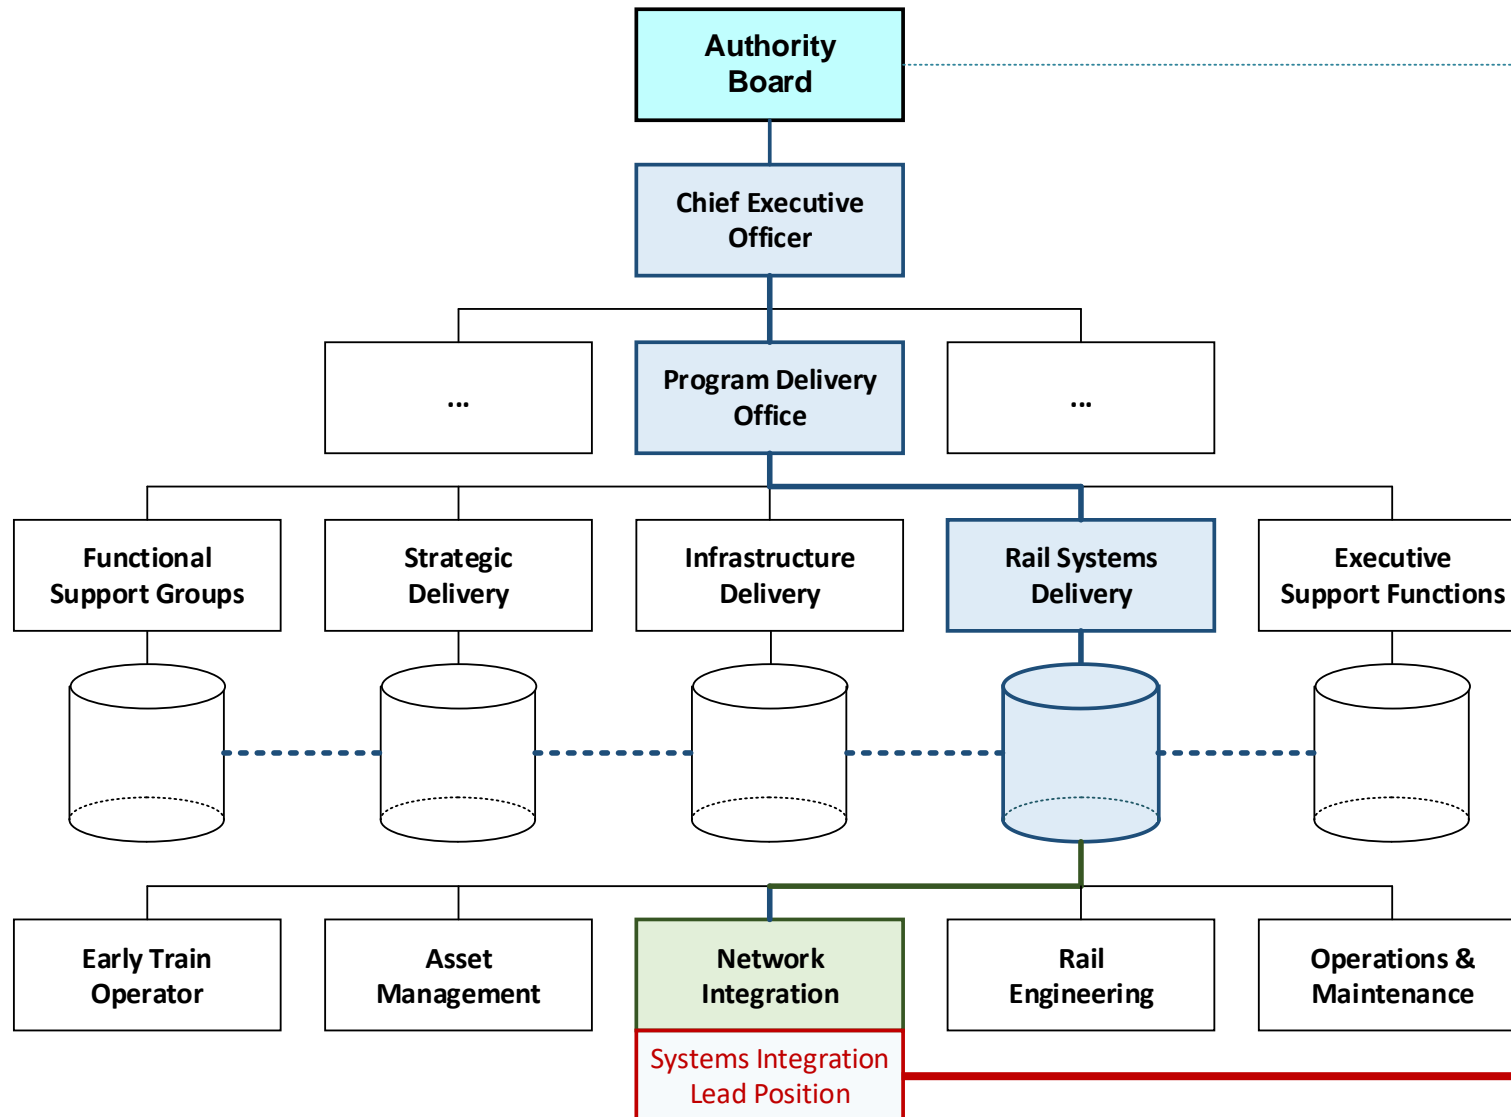 Authority
Board
Chief Executive
Officer
...
Program Delivery
Office
...
Functional
Support Groups
Strategic
Delivery
Infrastructure
Delivery
Rail Systems
Delivery
Executive
Support Functions
Early Train
Operator
Asset
Management
Network
Integration
Rail
Engineering
Operations &
Maintenance
Systems Integration
Lead Position